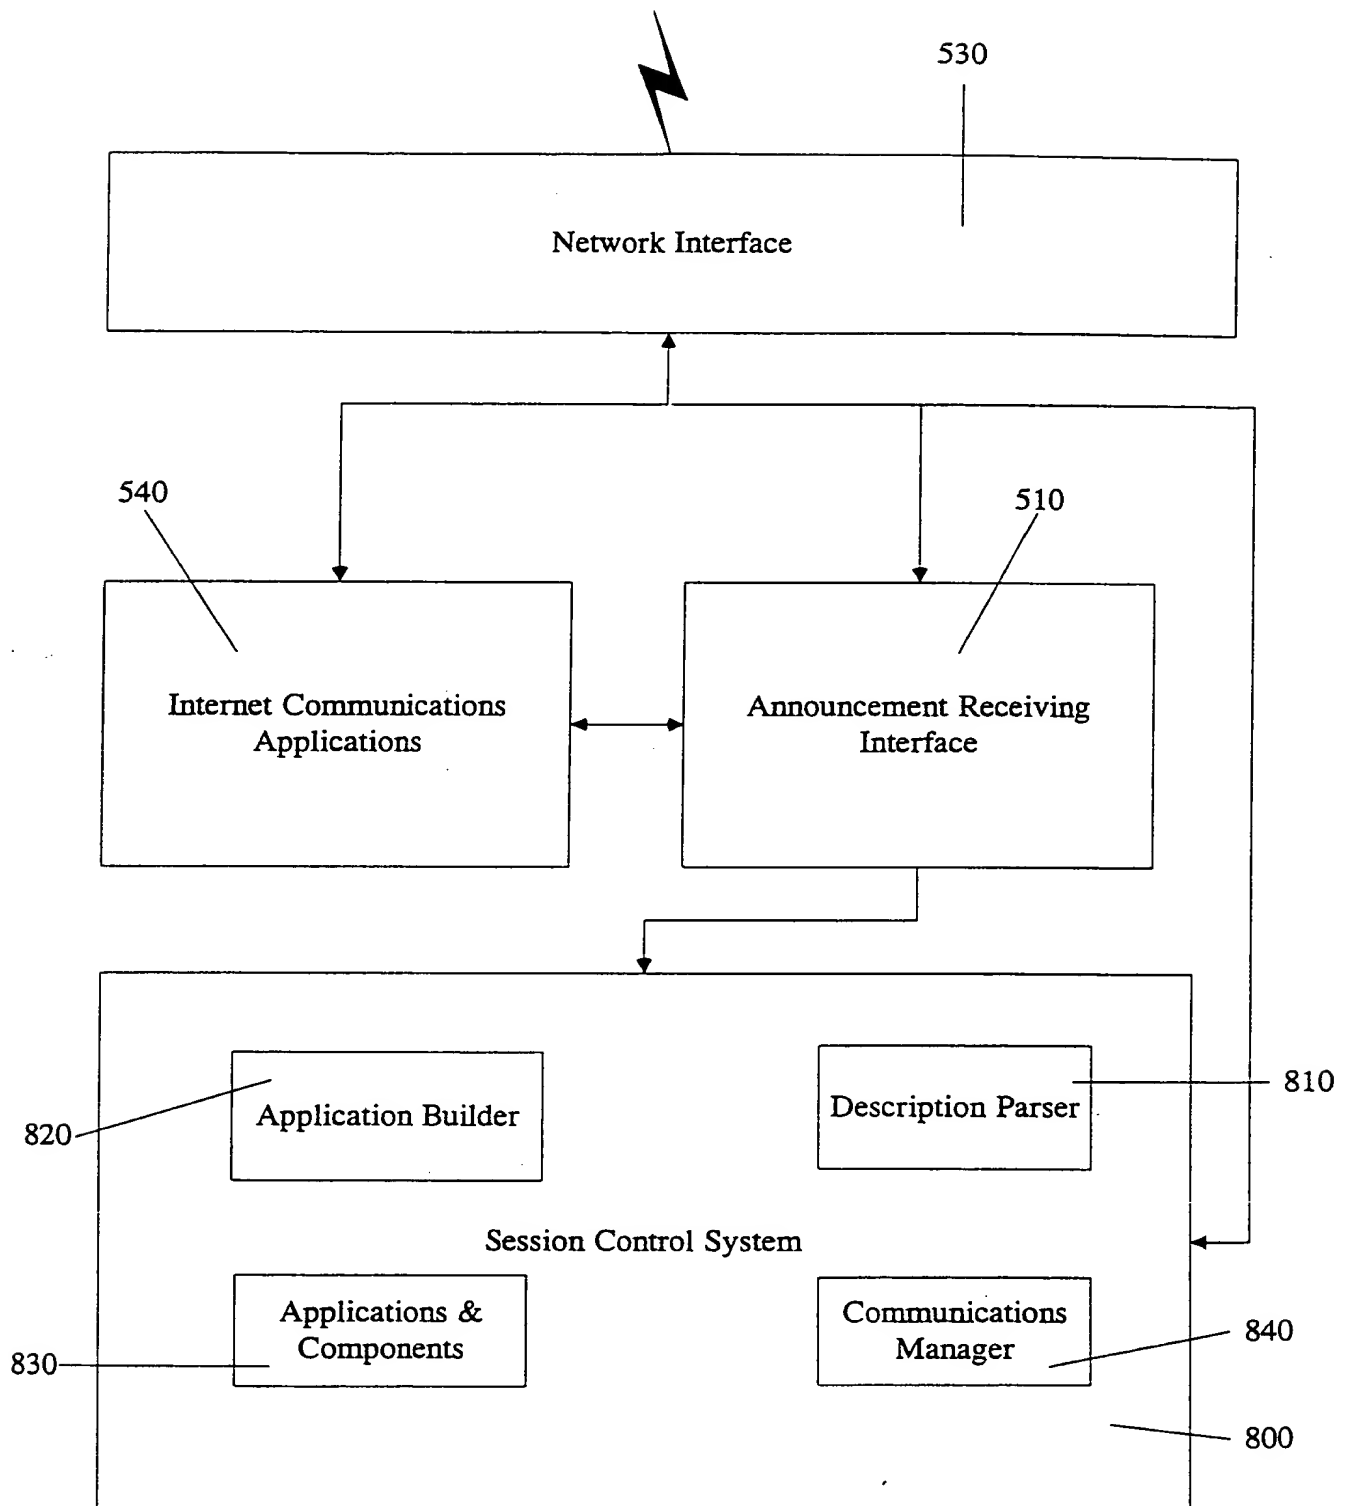 530
Network Interface
540
510
Internet Communications
Applications
Announcement Receiving
Interface
810
Application Builder
Description Parser
820
Session Control System
Applications &
Components
Communications
Manager
840
830
800